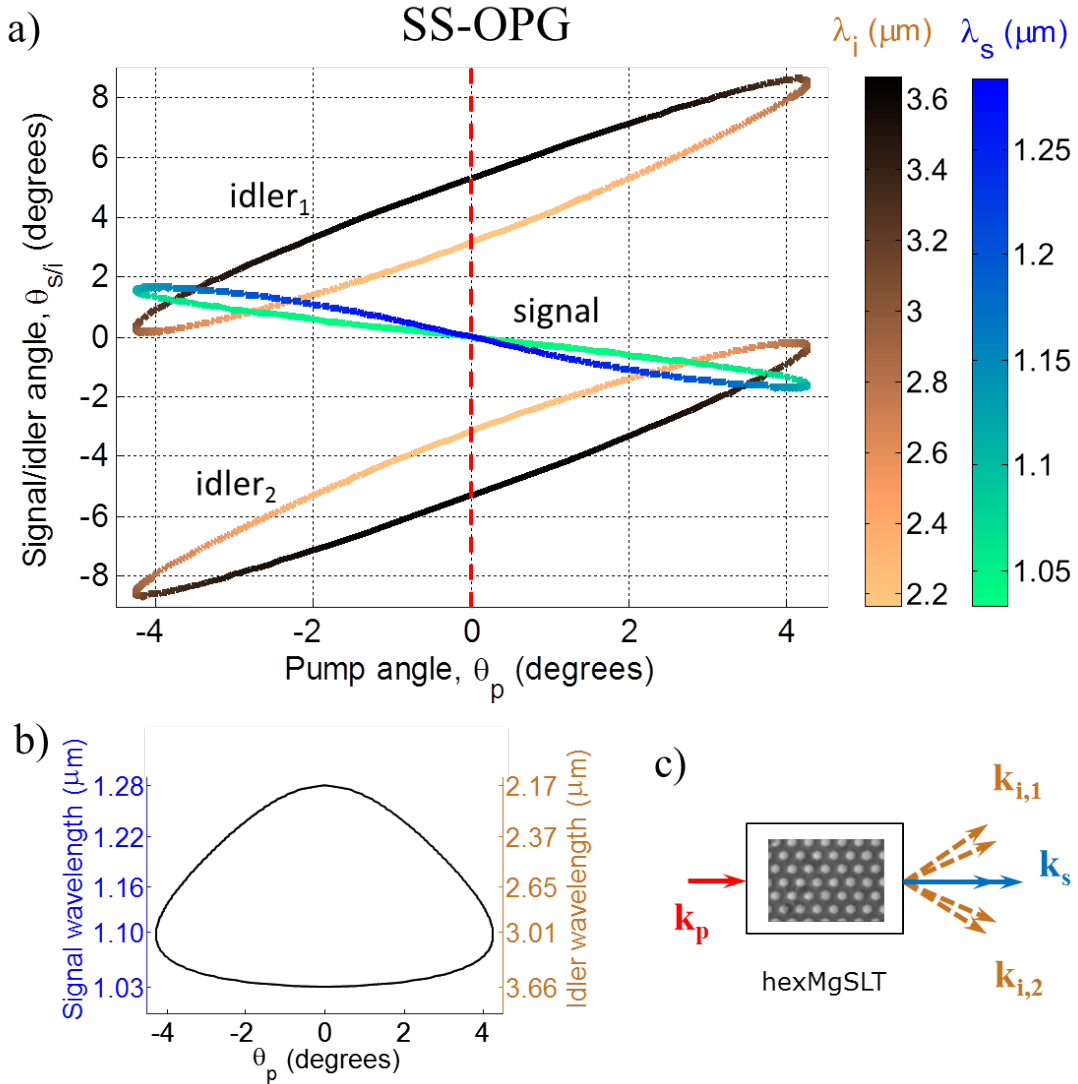 a)
SS-OPG
λi (μm)
λs (μm)
Signal/idler angle, θs/i (degrees)
8
6
4
2
0
-2
-4
-6
-8
idler1
signal
idler2
-4
-2
0
2
4
Pump angle, θp (degrees)
3.6
3.4
3.2
3
2.8
2.6
2.4
2.2
1.25
1.2
1.15
1.1
1.05
b)
Signal wavelength (μm)
1.28
1.22
1.16
1.10
1.03
2.17
2.37
2.65
3.01
3.66
Idler wavelength (μm)
-4
-2
0
2
4
θp (degrees)
c)
kp
ki,1
ks
ki,2
hexMgSLT